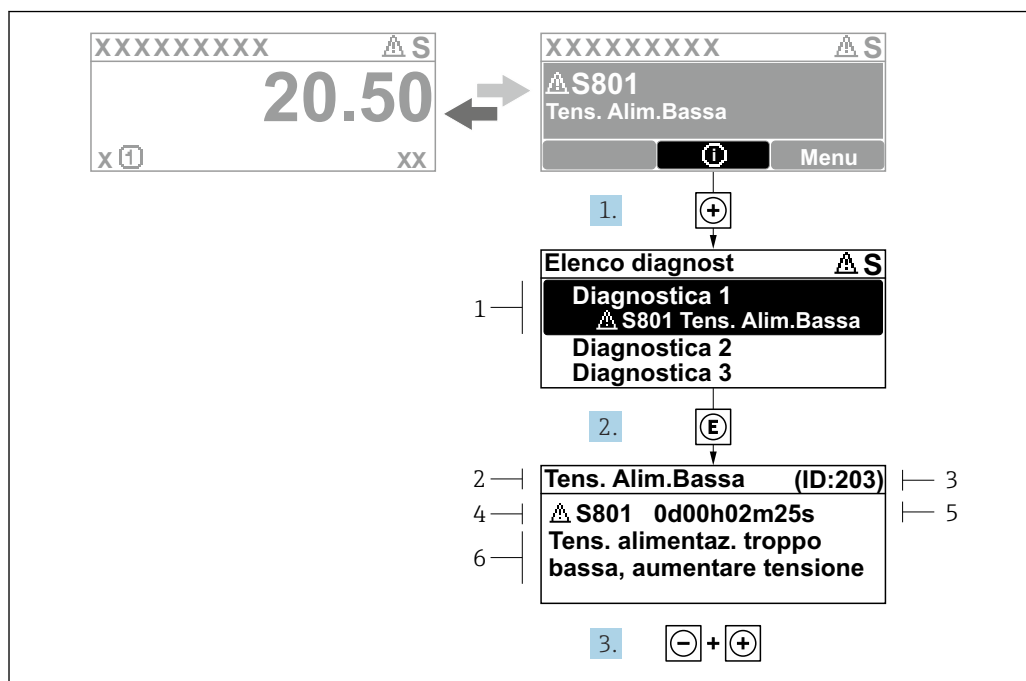 XXXXXXXXX ⚠ S
20.50
X ① XX
XXXXXXXXX ⚠ S
⚠ S801
Tens. Alim.Bassa
ⓘ Menu
1. +
Elenco diagnost ⚠ S
1
Diagnostica 1
⚠ S801 Tens. Alim.Bassa
Diagnostica 2
Diagnostica 3
2. E
2 Tens. Alim.Bassa (ID:203) 3
4 ⚠ S801 0d00h02m25s 5
6
Tens. alimentaz. troppo
bassa, aumentare tensione
3. - + +